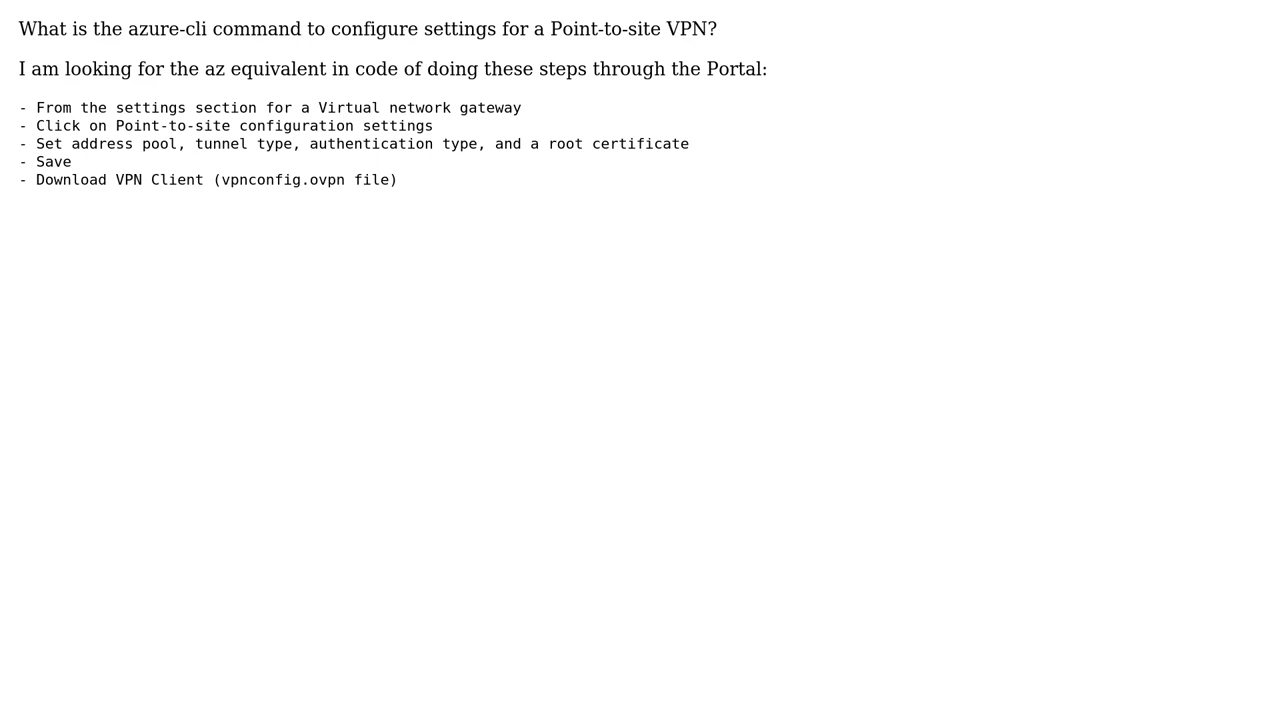 What is the azure-cli command to configure settings for a Point-to-site VPN?
I am looking for the az equivalent in code of doing these steps through the Portal:
- From the settings section for a Virtual network gateway
- Click on Point-to-site configuration settings
- Set address pool, tunnel type, authentication type, and a root certificate
- Save
- Download VPN Client (vpnconfig.ovpn file)